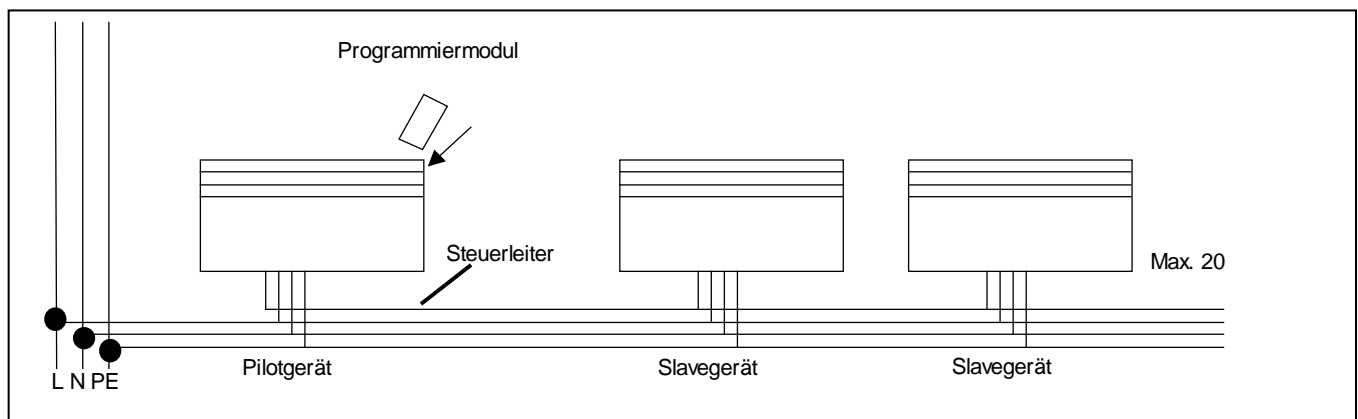 Programmiermodul
Steuerleiter
Max. 20
L N PE
Pilotgerät
Slavegerät
Slavegerät